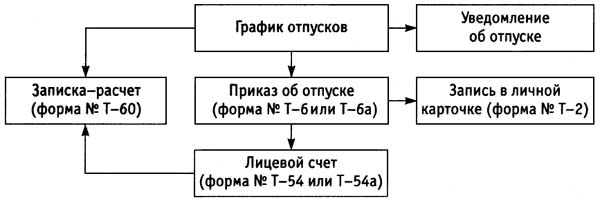 График отпусков
Уведомление
об отпуске
Записка–расчет
(форма № Т–60)
Приказ об отпуске
(форма № Т–6 или Т–6а)
Запись в личной
карточке (форма № Т–2)
Лицевой счет
(форма № Т–54 или Т–54а)